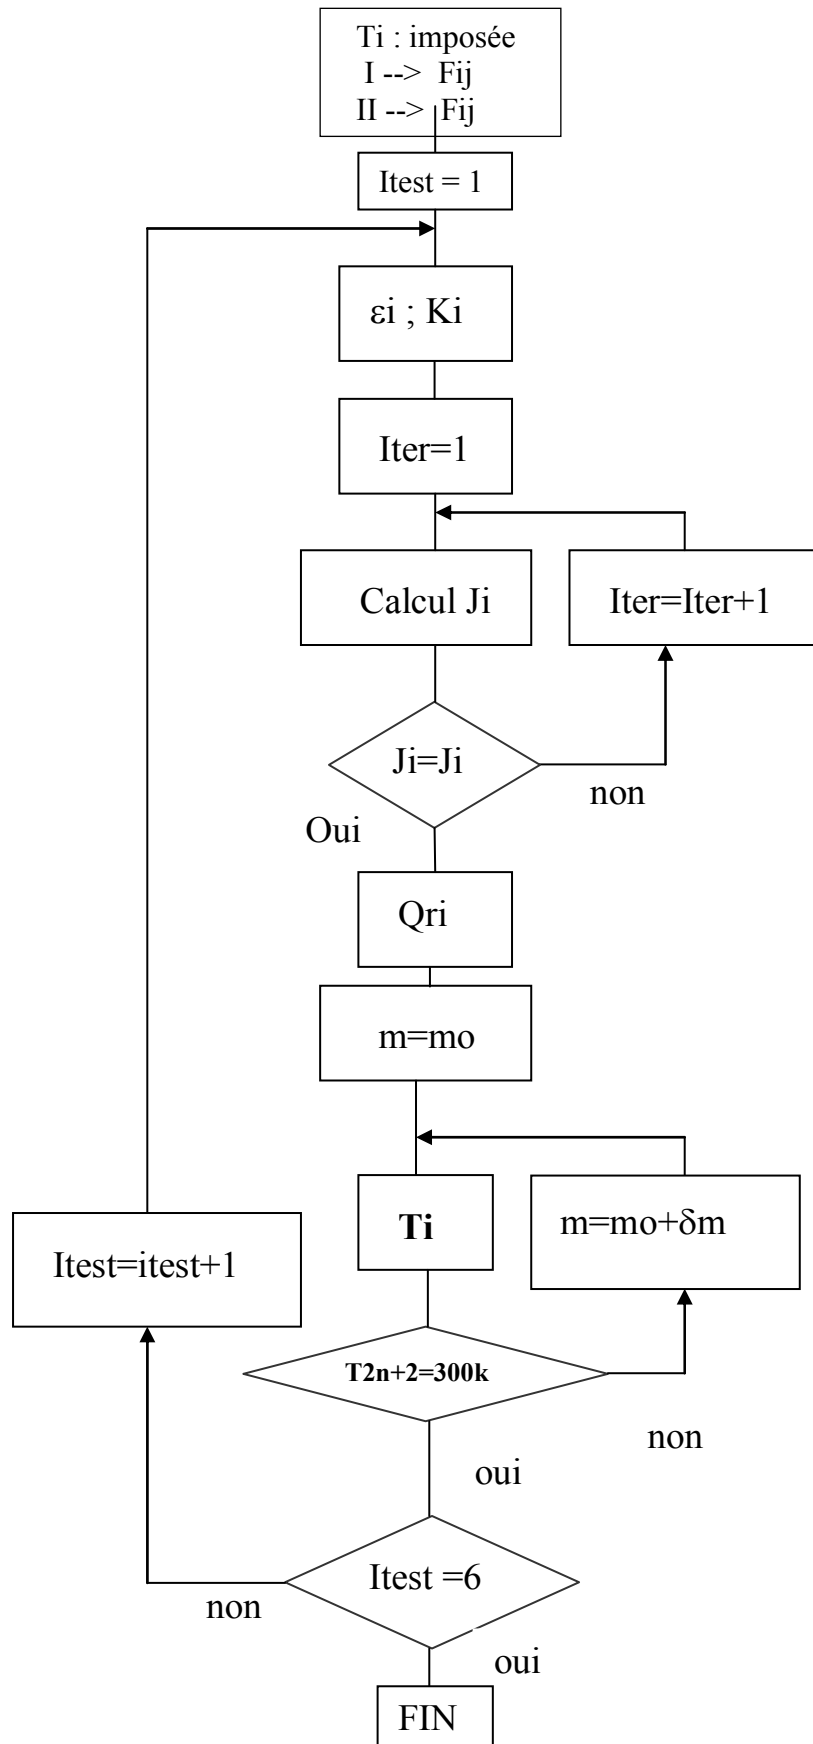 Ti : imposée
I --> Fij
II --> Fij
Itest = 1
εi ; Ki
Iter=1
Calcul Ji
Iter=Iter+1
Ji=Ji
non
Oui
Qri
m=mo
Ti
m=mo+δm
Itest=itest+1
T2n+2=300k
non
oui
Itest =6
non
oui
FIN